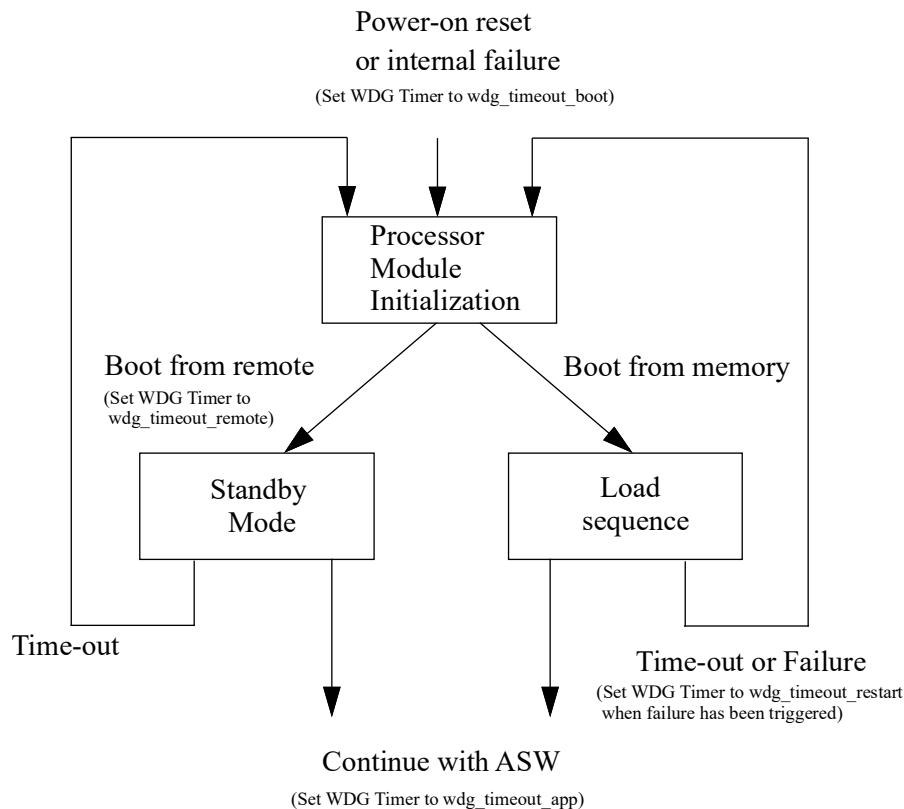 Power-on reset
or internal failure
(Set WDG Timer to wdg_timeout_boot)
Processor
Module
Initialization
Boot from remote
(Set WDG Timer to
wdg_timeout_remote)
Boot from memory
Standby
Mode
Load
sequence
Time-out
Time-out or Failure
(Set WDG Timer to wdg_timeout_restart
when failure has been triggered)
Continue with ASW
(Set WDG Timer to wdg_timeout_app)